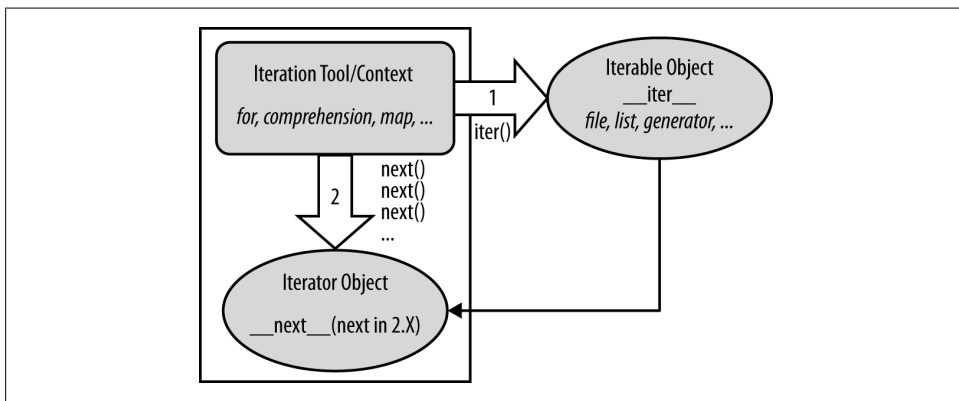 Iteration Tool/Context
for, comprehension, map, ...
1
iter()
Iterable Object
__iter__
file, list, generator, ...
2
next()
next()
next()
...
Iterator Object
__next__(next in 2.X)